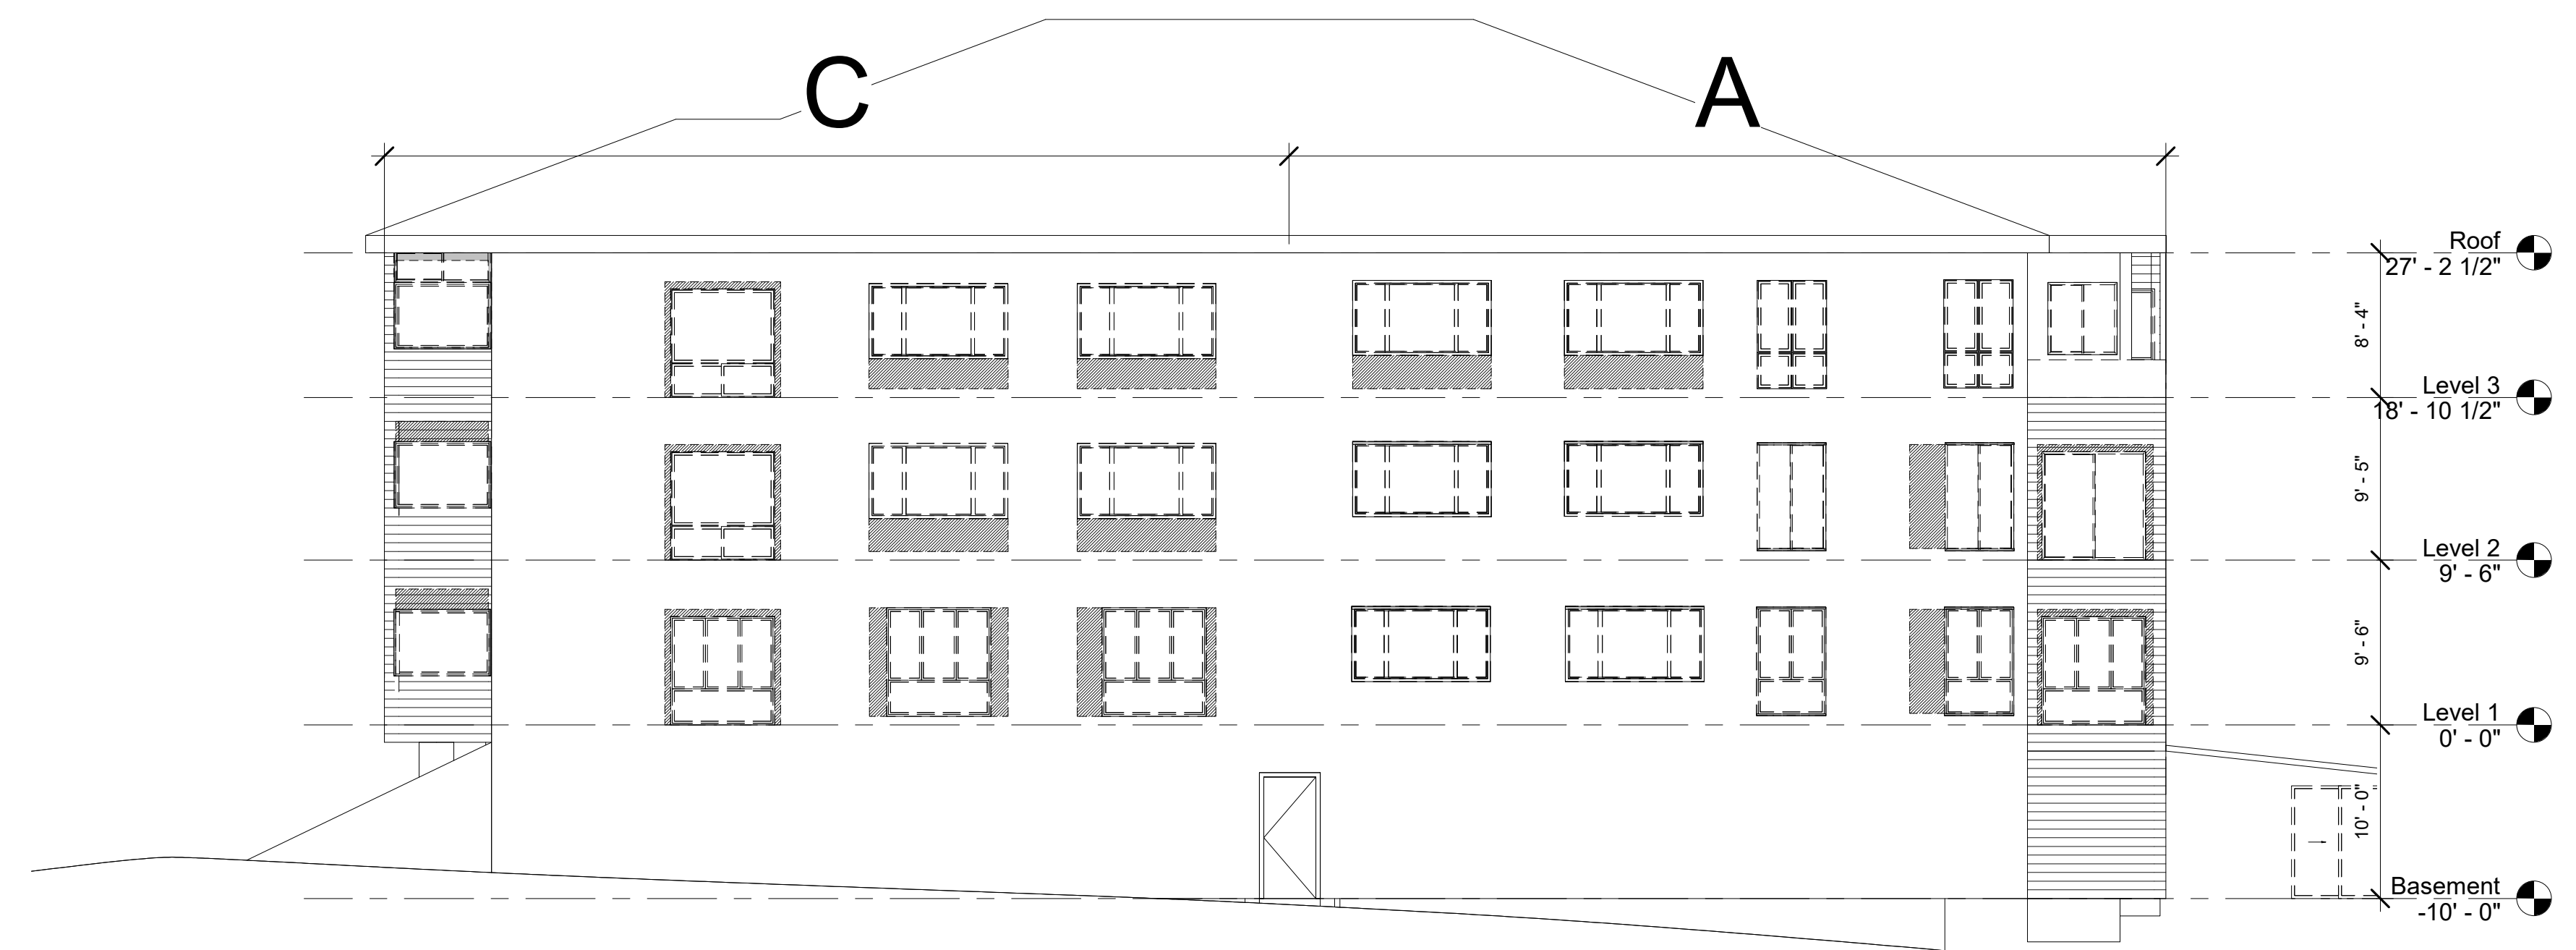 C
A
Roof
27' - 2 1/2"
8' - 4"
Level 3
18' - 10 1/2"
9' - 5"
Level 2
9' - 6"
9' - 6"
Level 1
0' - 0"
10' - 0"
Basement
-10' - 0"